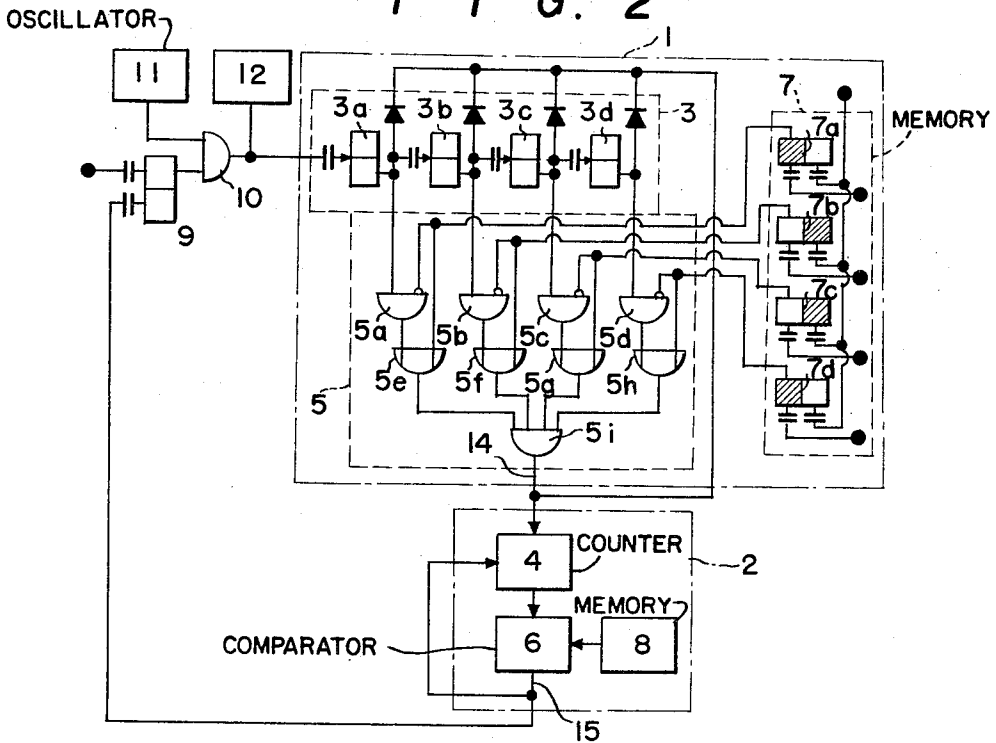 FIG. 2
OSCILLATOR
1
11
12
3a
3b
3c
3d
3
7
MEMORY
7a
10
9
7b
7c
5a
5b
5c
5d
7d
5e
5f
5g
5h
5
5i
14
4
COUNTER
2
MEMORY
COMPARATOR
6
8
15